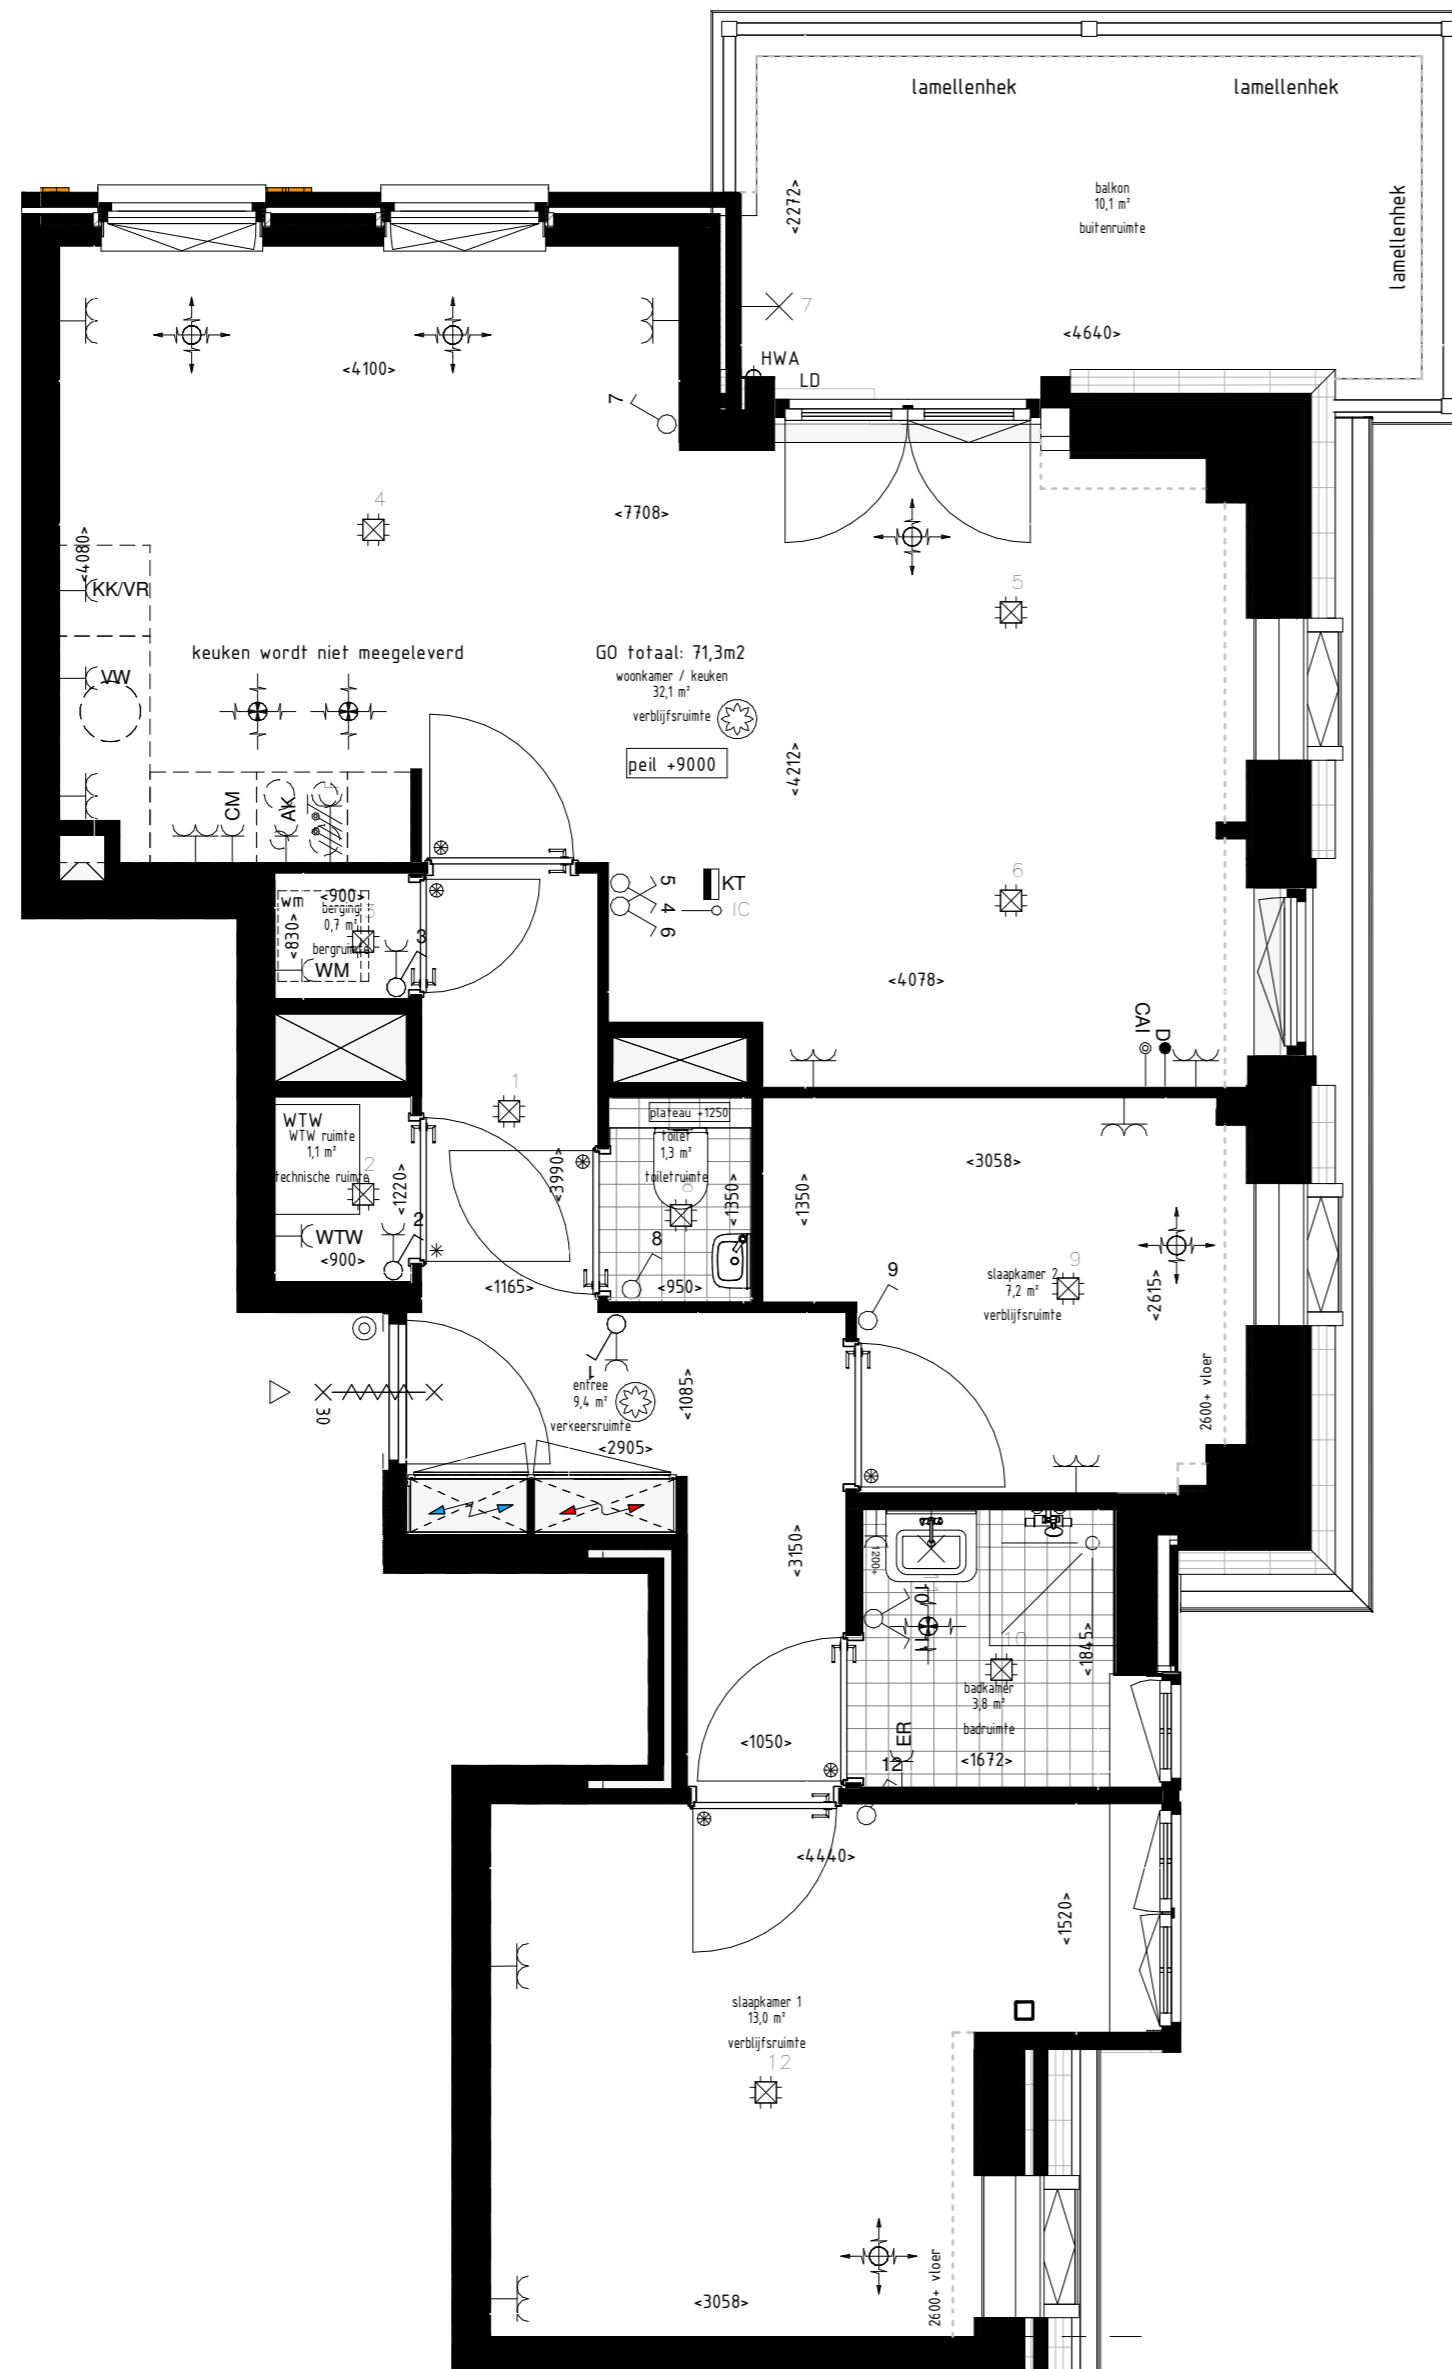 lamellenhek
lamellenhek
<2272>
balkon
10,1 m²
buitenruimte
lamellenhek
7
<4640>
HWA
LD
<4100>
7
4
<7708>
<4080>
KK/VR
5
VW
keuken wordt niet meegeleverd
GO totaal: 71,3m2
woonkamer / keuken
32,1 m²
verblijfsruimte
peil +9000
<4212>
CM
AK
5
4
6
KT
IC
6
wm
<900>
berging
0,7 m²
bergruimte
<830>
3
WM
<4078>
CAI
D
1
WTW
WTW ruimte
1,1 m²
technische ruimte
2
<1220>
2
WTW
<900>
<3990>
<1165>
plateau +1250
toilet
1,3 m²
toiletruimte
<1350>
8
<950>
<1350>
<3058>
9
slaapkamer 2
7,2 m²
verblijfsruimte
<2615>
9
2600+ vloer
1
entree
9,4 m²
verkeersruimte
<2905>
<1085>
30
<3150>
1200+
10
11
10
<1845>
badkamer
3,8 m²
badruimte
ER
<1672>
12
<1050>
<4440>
<1520>
slaapkamer 1
13,0 m²
verblijfsruimte
12
2600+ vloer
<3058>